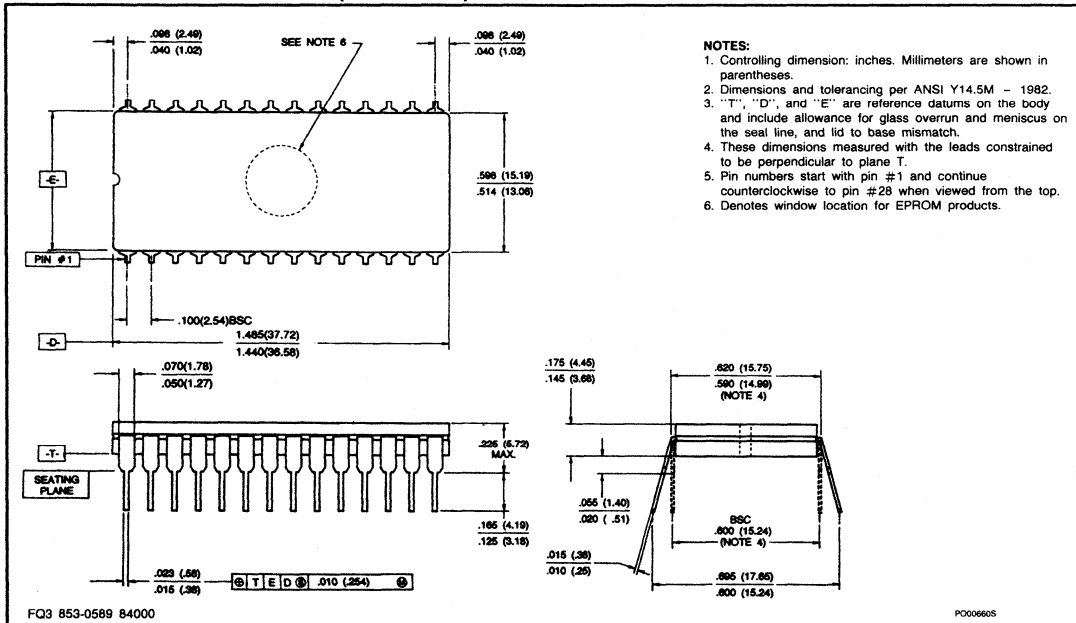 .098 (2.49)
.040 (1.02)
SEE NOTE 6
.098 (2.49)
.040 (1.02)
NOTES:
1. Controlling dimension: inches. Millimeters are shown in
parentheses.
2. Dimensions and tolerancing per ANSI Y14.5M – 1982.
3. "T", "D", and "E" are reference datums on the body
and include allowance for glass overrun and meniscus on
the seal line, and lid to base mismatch.
4. These dimensions measured with the leads constrained
to be perpendicular to plane T.
5. Pin numbers start with pin #1 and continue
counterclockwise to pin #28 when viewed from the top.
6. Denotes window location for EPROM products.
-E-
.598 (15.19)
.514 (13.06)
PIN #1
.100(2.54)BSC
-D-
1.485(37.72)
1.440(36.58)
.070(1.78)
.050(1.27)
.175 (4.45)
.145 (3.68)
.620 (15.75)
.590 (14.99)
(NOTE 4)
-T-
.225 (5.72)
MAX.
SEATING
PLANE
.165 (4.19)
.125 (3.18)
.055 (1.40)
.020 ( .51)
BSC
.600 (15.24)
(NOTE 4)
.015 (.38)
.010 (.25)
.695 (17.65)
.600 (15.24)
.023 (.58)
.015 (.38)
⊕ T E D Ⓢ .010 (.254) Ⓜ
FQ3 853-0589 84000
PO00660S